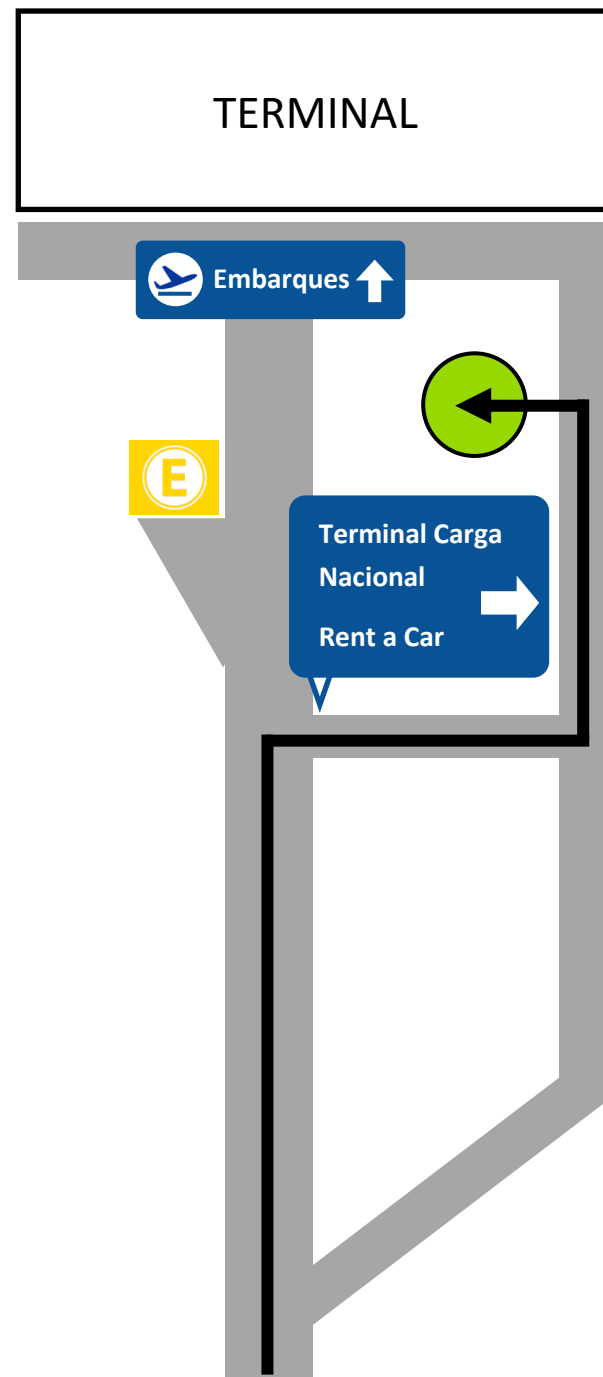 TERMINAL
Embarques
E
Terminal Carga
Nacional
Rent a Car